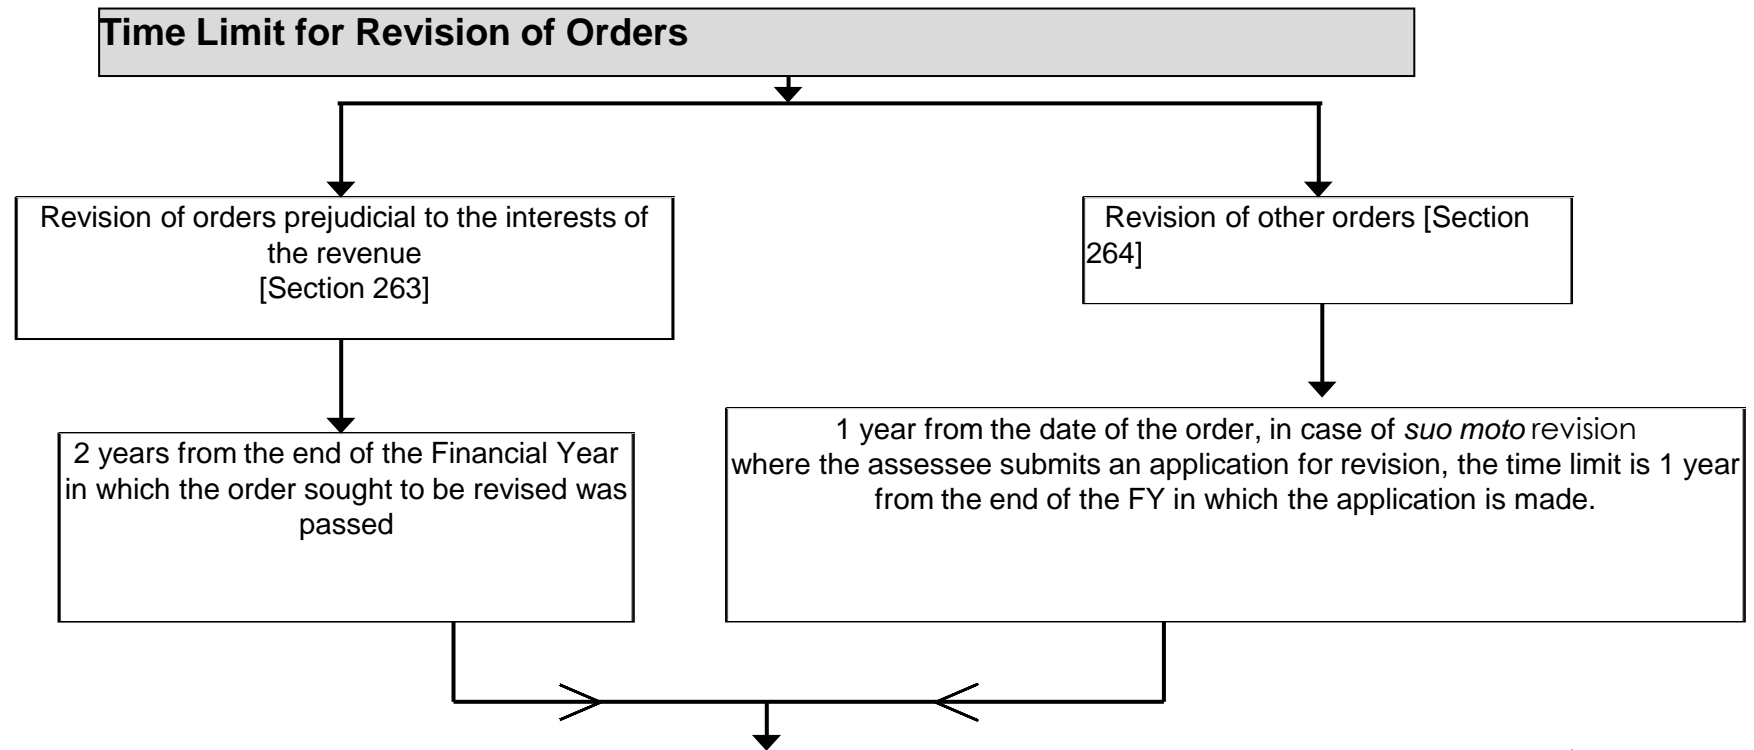 Time Limit for Revision of Orders
Revision of orders prejudicial to the interests of
the revenue
[Section 263]
Revision of other orders [Section
264]
2 years from the end of the Financial Year
in which the order sought to be revised was
passed
1 year from the date of the order, in case of suo moto revision
where the assessee submits an application for revision, the time limit is 1 year
from the end of the FY in which the application is made.